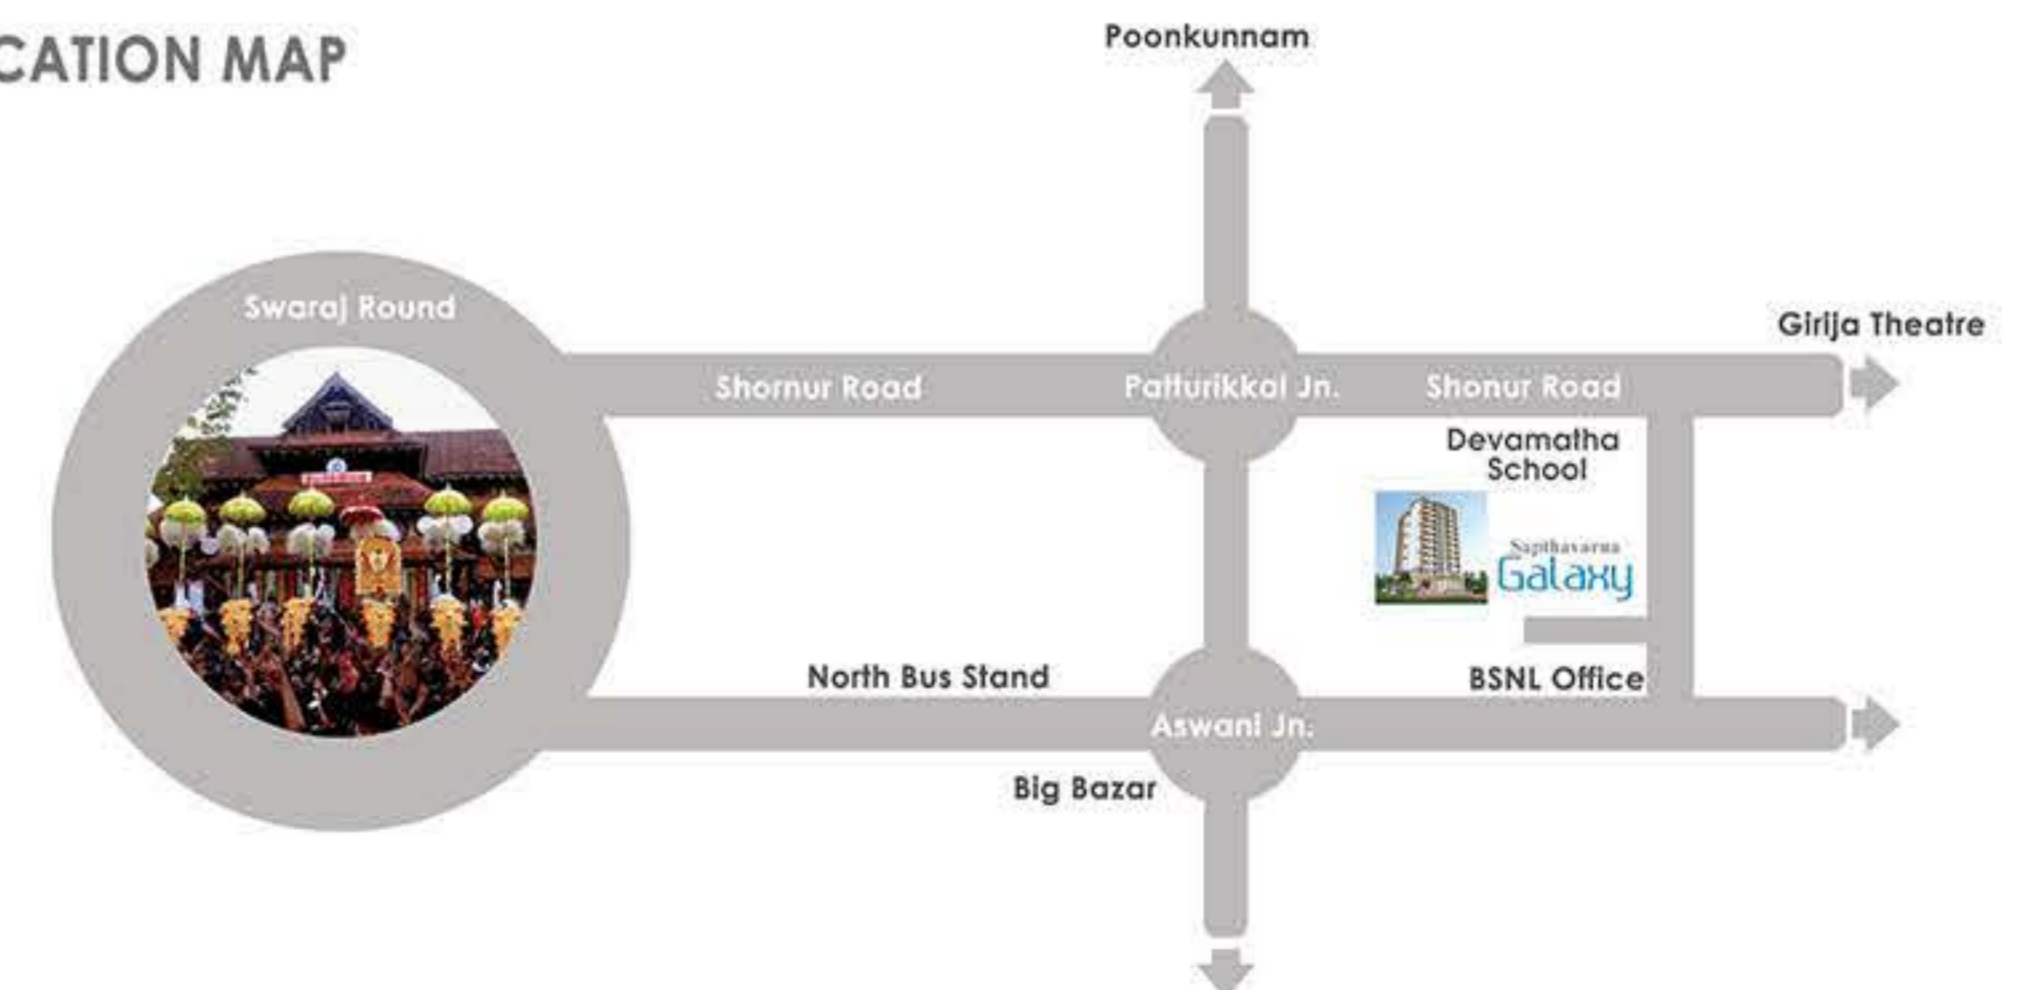 CATION MAP
Poonkunnam
Swaraj Round
Girija Theatre
Shornur Road
Patturikkal Jn.
Shonur Road
Devamatha
School
Sapthavarna
Galaxy
North Bus Stand
BSNL Office
Aswani Jn.
Big Bazar